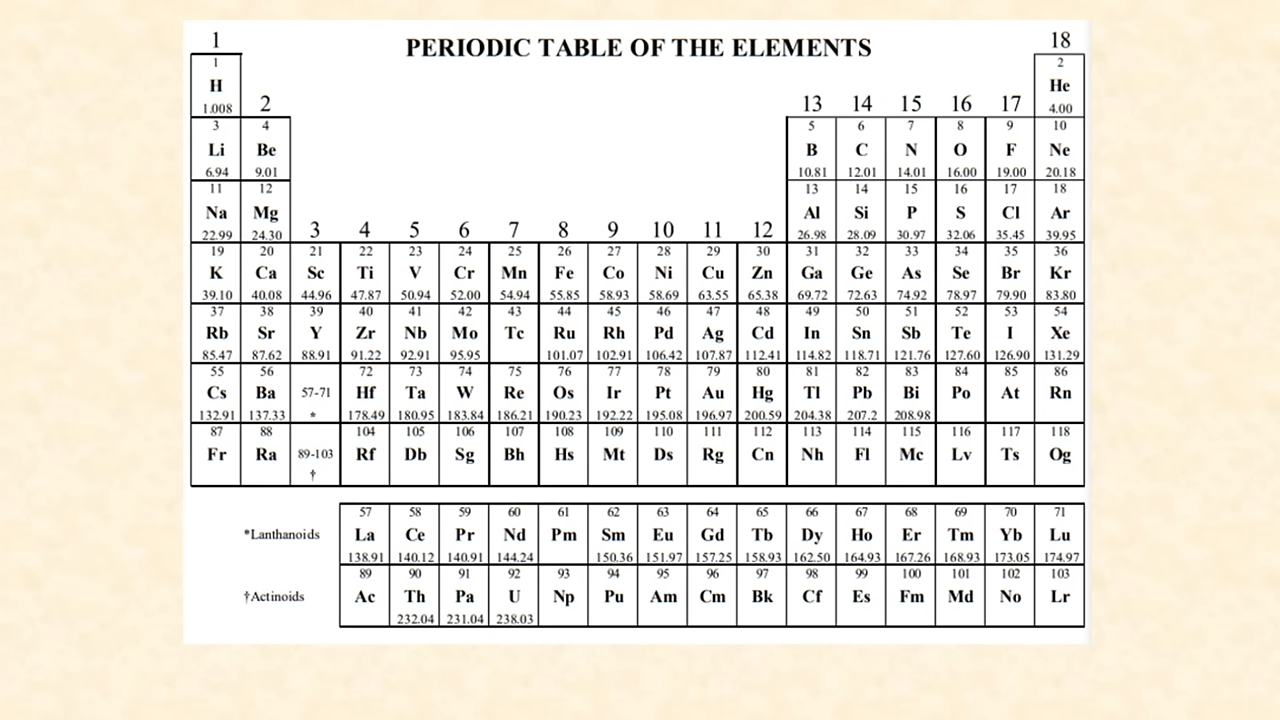 1 18
PERIODIC TABLE OF THE ELEMENTS
1 2
H He
1.008 2 13 14 15 16 17 4.00
3 4 5 6 7 8 9 10
Li Be B C N O F Ne
6.94 9.01 10.81 12.01 14.01 16.00 19.00 20.18
11 12 13 14 15 16 17 18
Na Mg Al Si P S Cl Ar
22.99 24.30 3 4 5 6 7 8 9 10 11 12 26.98 28.09 30.97 32.06 35.45 39.95
19 20 21 22 23 24 25 26 27 28 29 30 31 32 33 34 35 36
K Ca Sc Ti V Cr Mn Fe Co Ni Cu Zn Ga Ge As Se Br Kr
39.10 40.08 44.96 47.87 50.94 52.00 54.94 55.85 58.93 58.69 63.55 65.38 69.72 72.63 74.92 78.97 79.90 83.80
37 38 39 40 41 42 43 44 45 46 47 48 49 50 51 52 53 54
Rb Sr Y Zr Nb Mo Tc Ru Rh Pd Ag Cd In Sn Sb Te I Xe
85.47 87.62 88.91 91.22 92.91 95.95 101.07 102.91 106.42 107.87 112.41 114.82 118.71 121.76 127.60 126.90 131.29
55 56 72 73 74 75 76 77 78 79 80 81 82 83 84 85 86
Cs Ba 57-71 Hf Ta W Re Os Ir Pt Au Hg Tl Pb Bi Po At Rn
132.91 137.33 * 178.49 180.95 183.84 186.21 190.23 192.22 195.08 196.97 200.59 204.38 207.2 208.98
87 88 104 105 106 107 108 109 110 111 112 113 114 115 116 117 118
Fr Ra 89-103 Rf Db Sg Bh Hs Mt Ds Rg Cn Nh Fl Mc Lv Ts Og
†
57 58 59 60 61 62 63 64 65 66 67 68 69 70 71
*Lanthanoids La Ce Pr Nd Pm Sm Eu Gd Tb Dy Ho Er Tm Yb Lu
138.91 140.12 140.91 144.24 150.36 151.97 157.25 158.93 162.50 164.93 167.26 168.93 173.05 174.97
89 90 91 92 93 94 95 96 97 98 99 100 101 102 103
†Actinoids Ac Th Pa U Np Pu Am Cm Bk Cf Es Fm Md No Lr
232.04 231.04 238.03